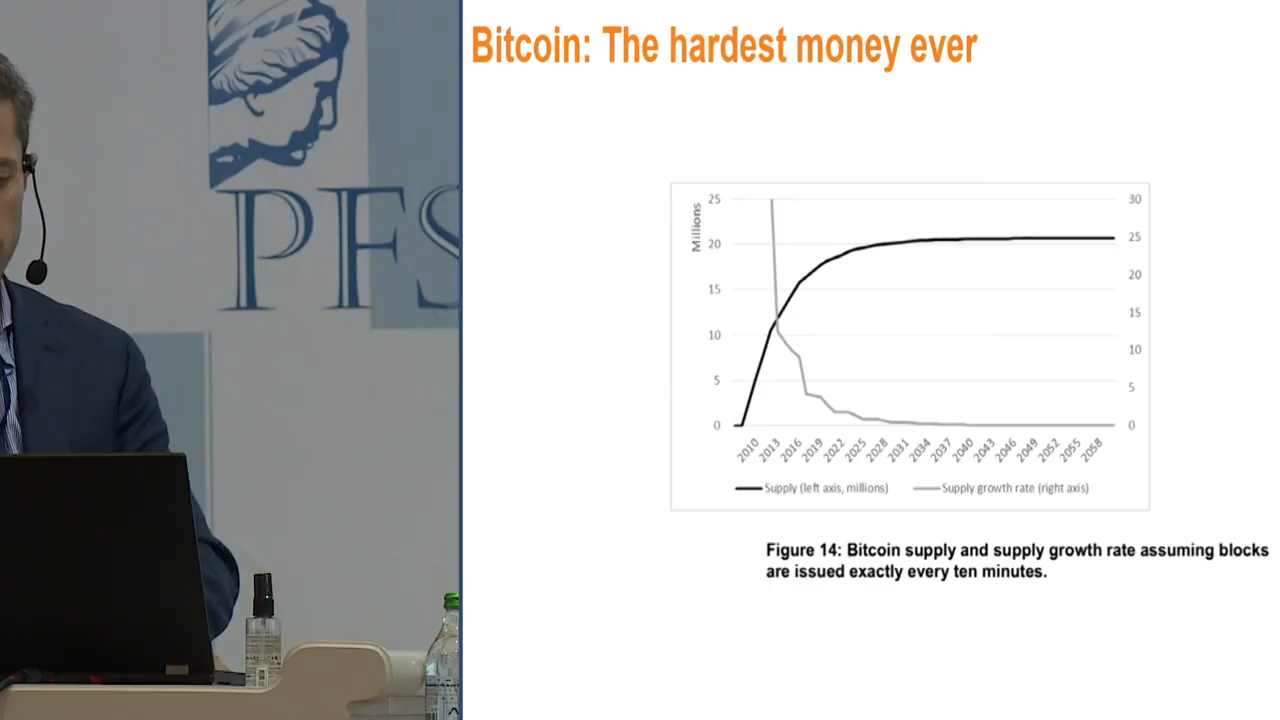 Bitcoin: The hardest money ever
PFS
Millions
25
20
15
10
5
0
30
25
20
15
10
5
0
2010 2013 2016 2019 2022 2025 2028 2031 2034 2037 2040 2043 2046 2049 2052 2055 2058
Supply (left axis, millions) Supply growth rate (right axis)
Figure 14: Bitcoin supply and supply growth rate assuming blocks
are issued exactly every ten minutes.